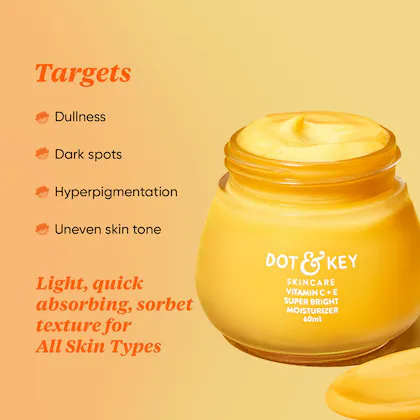 Targets
Dullness
Dark spots
Hyperpigmentation
Uneven skin tone
Light, quick
absorbing, sorbet
texture for
All Skin Types
DOT & KEY
SKINCARE
VITAMIN C + E
SUPER BRIGHT
MOISTURIZER
60ml